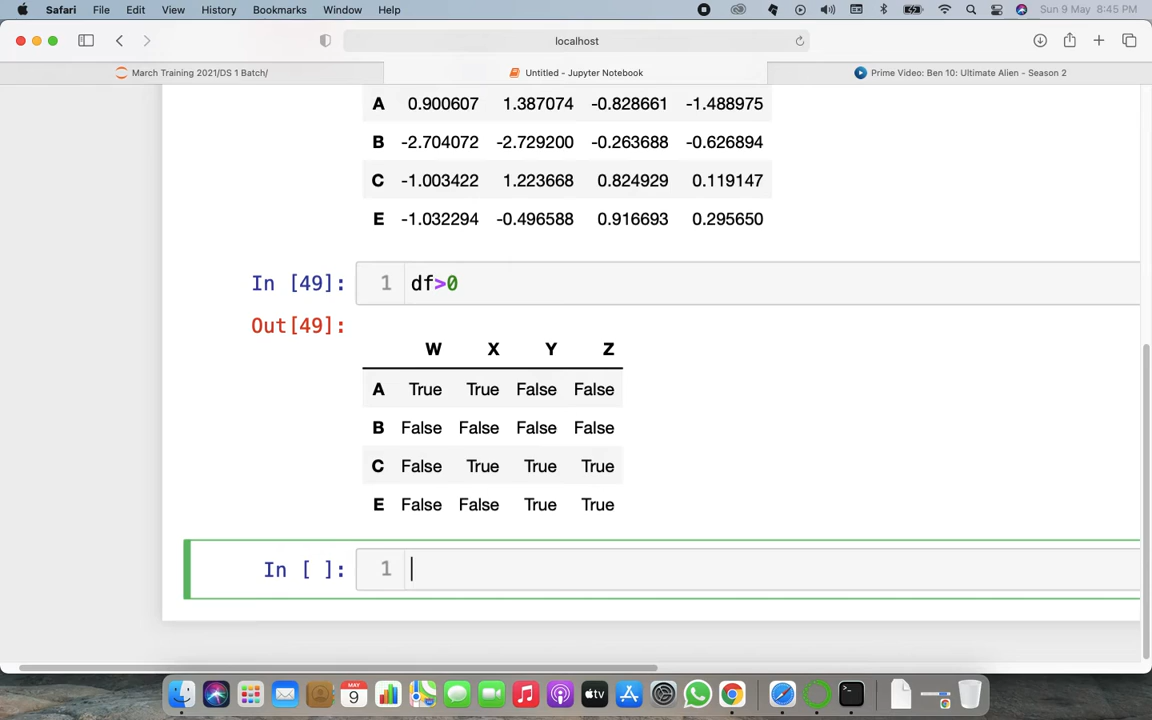 Safari File Edit View History Bookmarks Window Help Sun 9 May 8:45 PM
localhost
March Training 2021/DS 1 Batch/ Untitled - Jupyter Notebook Prime Video: Ben 10: Ultimate Alien - Season 2
A 0.900607 1.387074 -0.828661 -1.488975
B -2.704072 -2.729200 -0.263688 -0.626894
C -1.003422 1.223668 0.824929 0.119147
E -1.032294 -0.496588 0.916693 0.295650
In [49]: 1 df>0
Out[49]:
W X Y Z
A True True False False
B False False False False
C False True True True
E False False True True
In [ ]: 1
MAY
9
tv